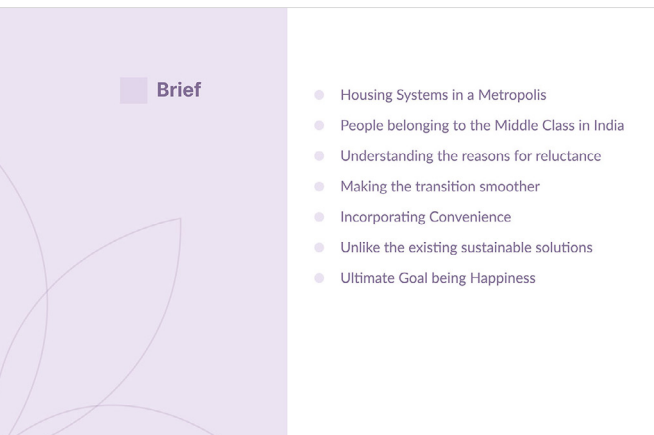 Brief
Housing Systems in a Metropolis
People belonging to the Middle Class in India
Understanding the reasons for reluctance
Making the transition smoother
Incorporating Convenience
Unlike the existing sustainable solutions
Ultimate Goal being Happiness